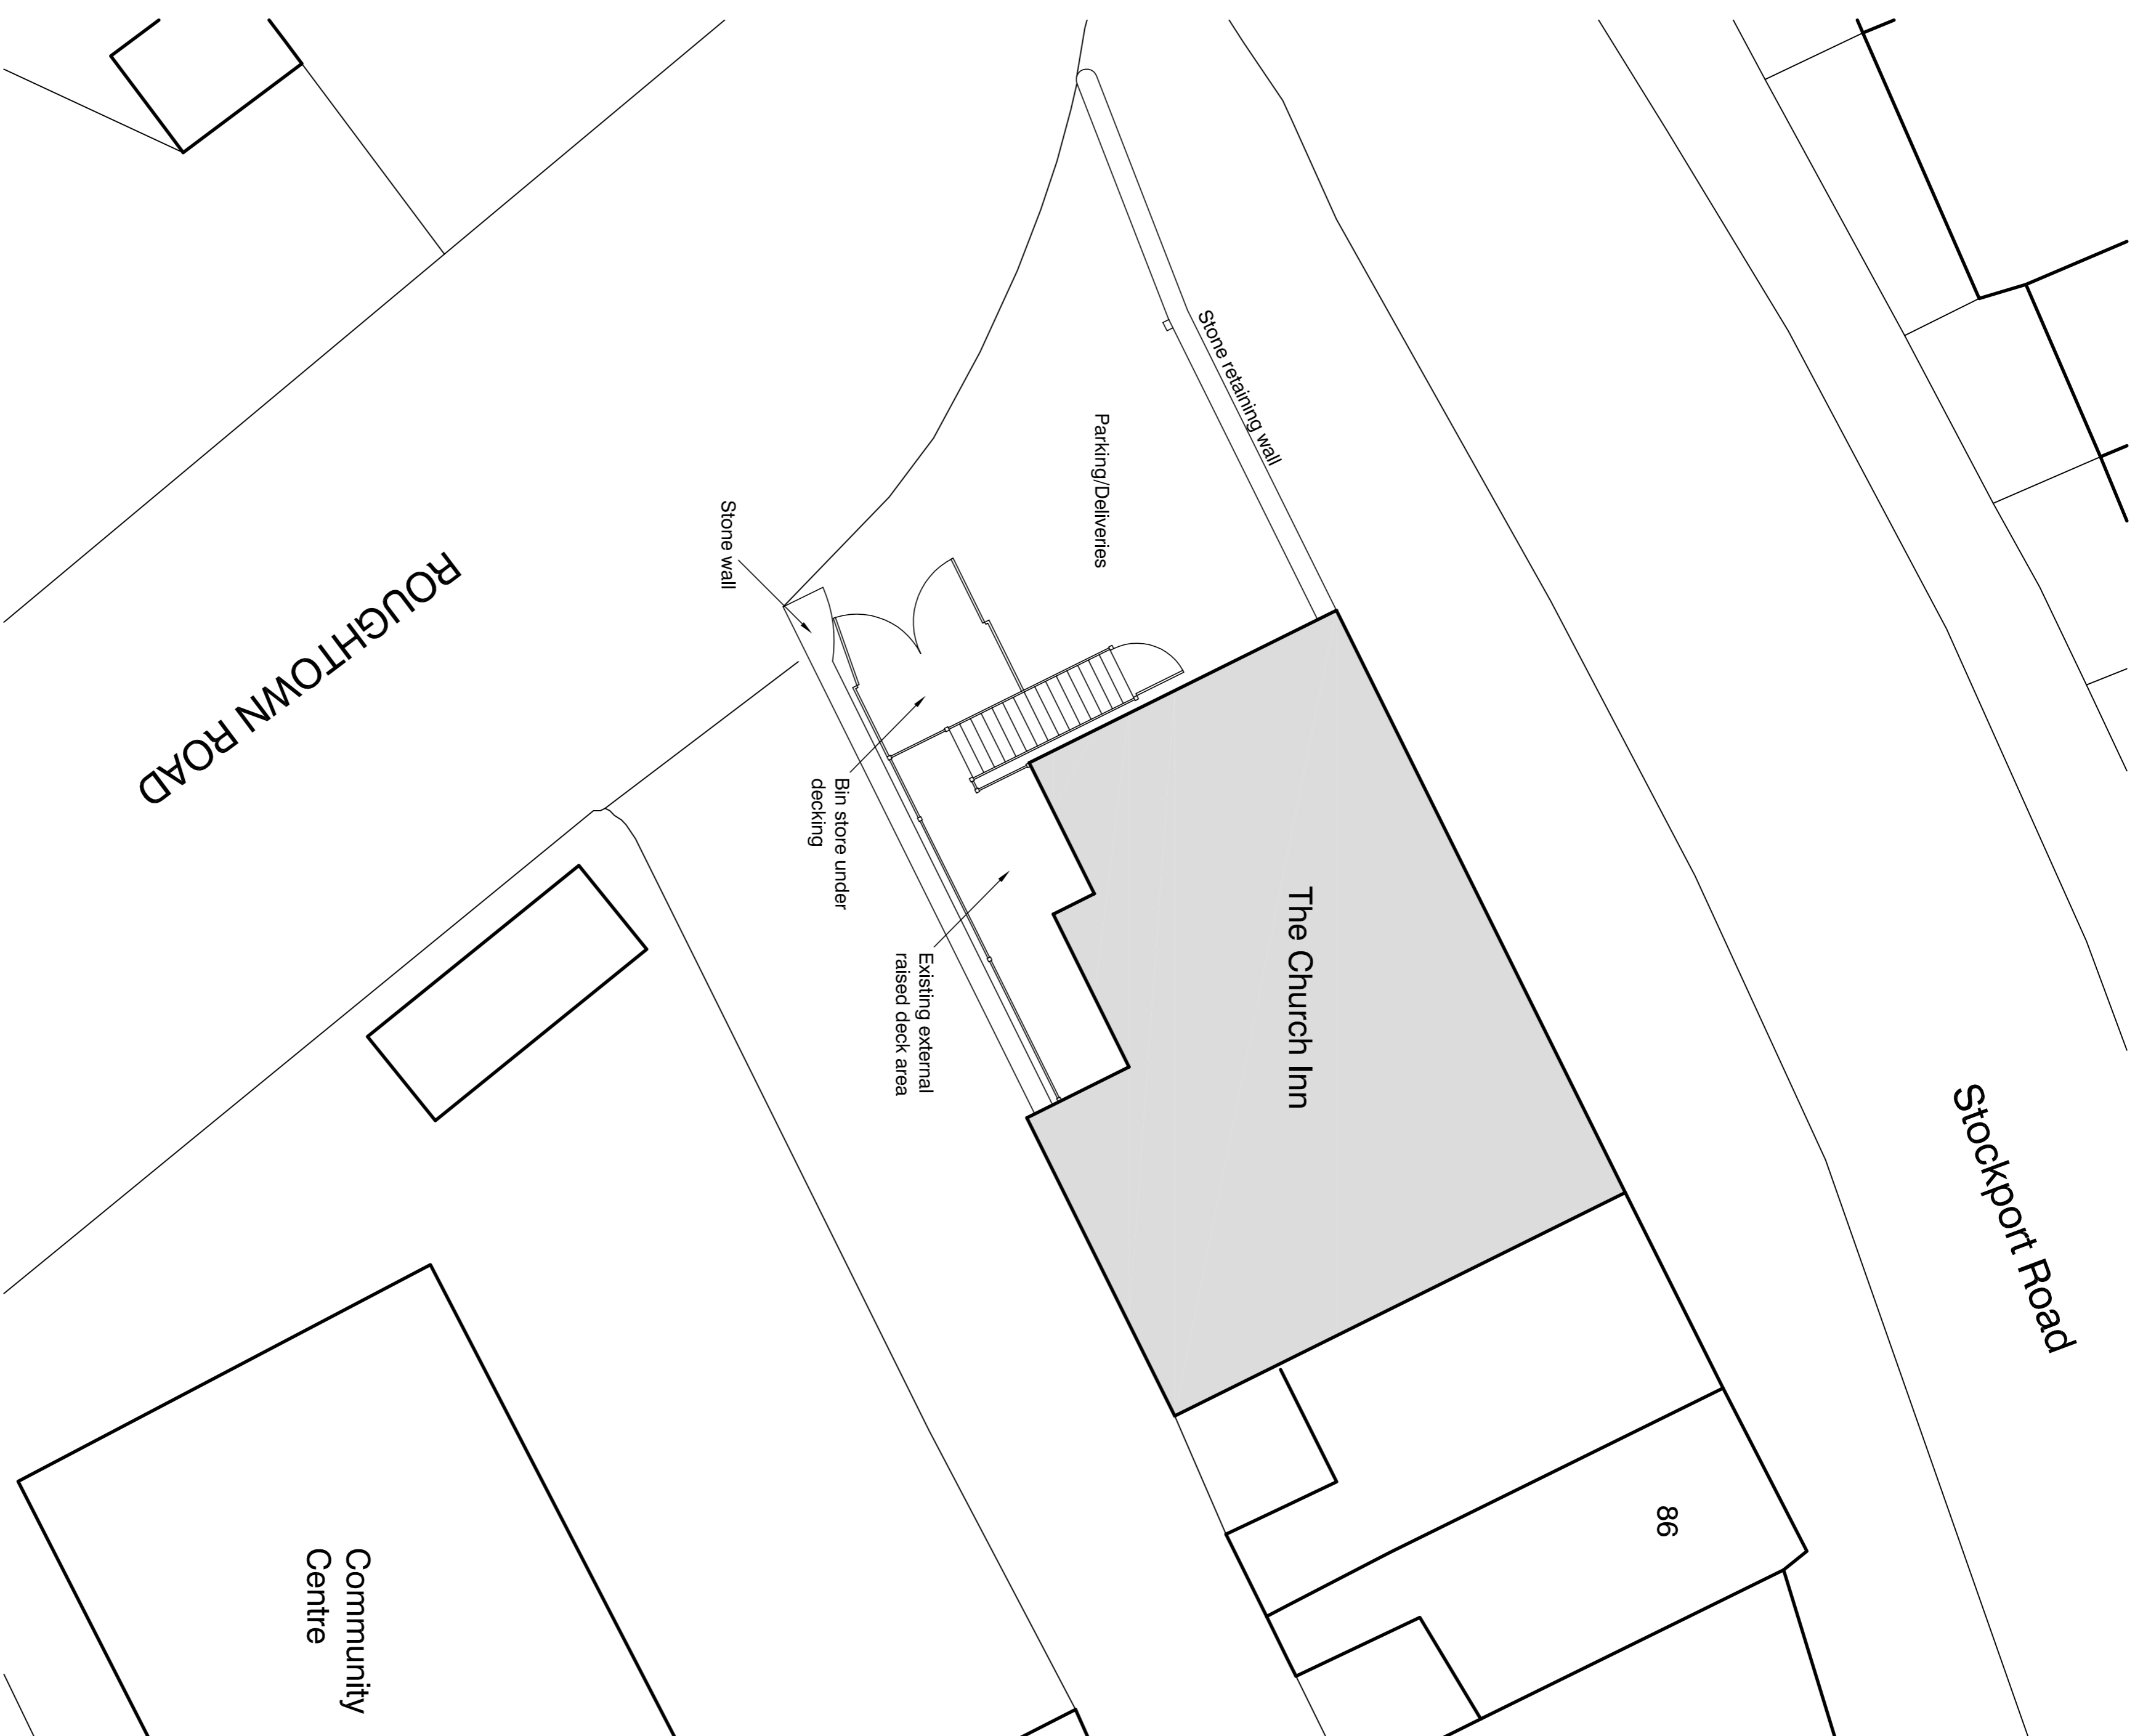 Stockport Road
Stone retaining wall
Parking/Deliveries
The Church Inn
86
Stone wall
Bin store under
decking
Existing external
raised deck area
ROUGHTOWN ROAD
Community
Centre